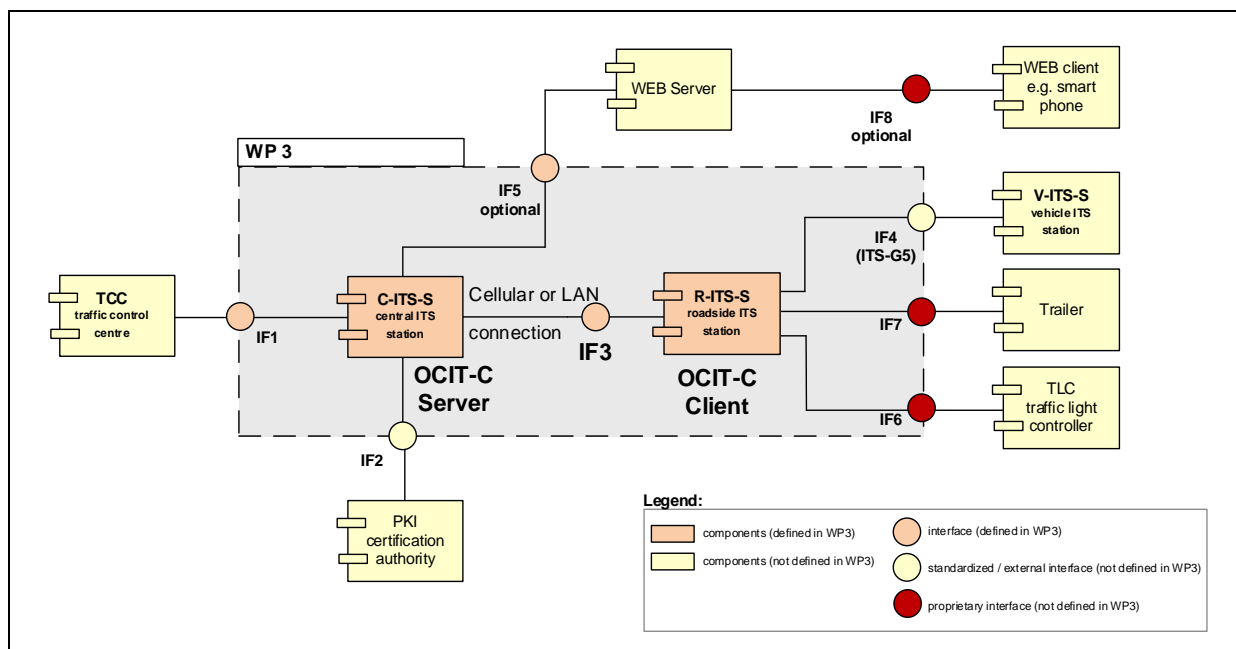 WEB Server
WEB client
e.g. smart
phone
IF8
optional
WP 3
IF5
optional
V-ITS-S
vehicle ITS
station
IF4
(ITS-G5)
TCC
traffic control
centre
IF1
C-ITS-S
central ITS
station
Cellular or LAN
connection
IF3
R-ITS-S
roadside ITS
station
IF7
Trailer
OCIT-C
Server
OCIT-C
Client
IF6
TLC
traffic light
controller
IF2
PKI
certification
authority
Legend:
components (defined in WP3)
components (not defined in WP3)
interface (defined in WP3)
standardized / external interface (not defined in WP3)
proprietary interface (not defined in WP3)